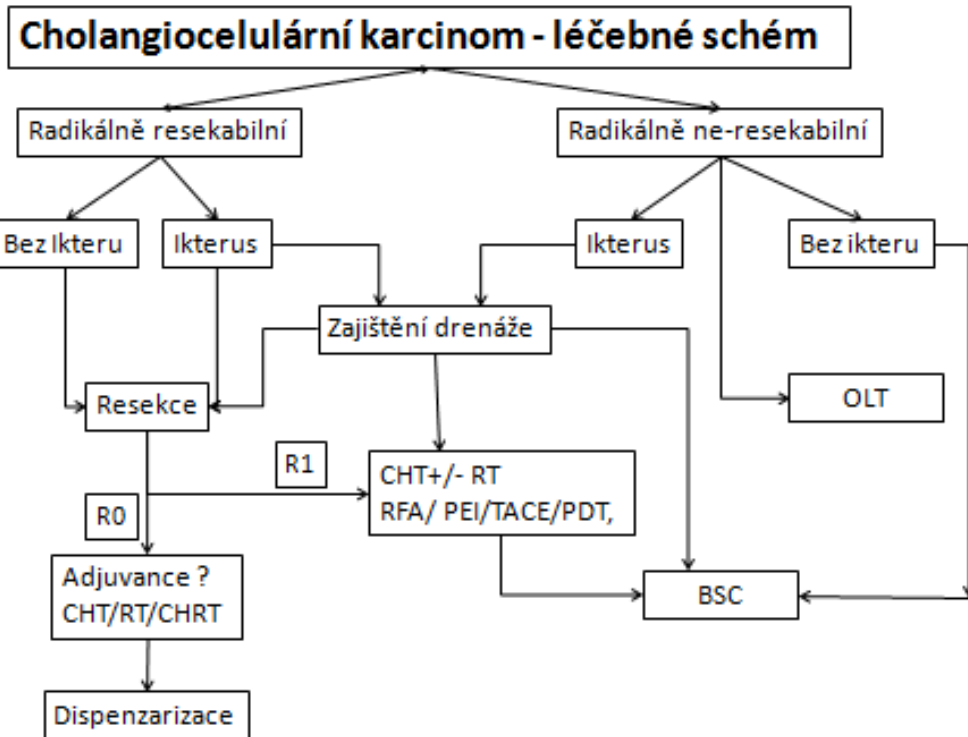 Cholangiocelulární karcinom - léčebné schém
Radikálně resekabilní
Radikálně ne-resekabilní
Bez Ikteru
Ikterus
Ikterus
Bez ikteru
Zajištění drenáže
Resekce
OLT
R1
CHT+/- RT
RFA/ PEI/TACE/PDT,
R0
Adjuvance ?
CHT/RT/CHRT
BSC
Dispenzarizace